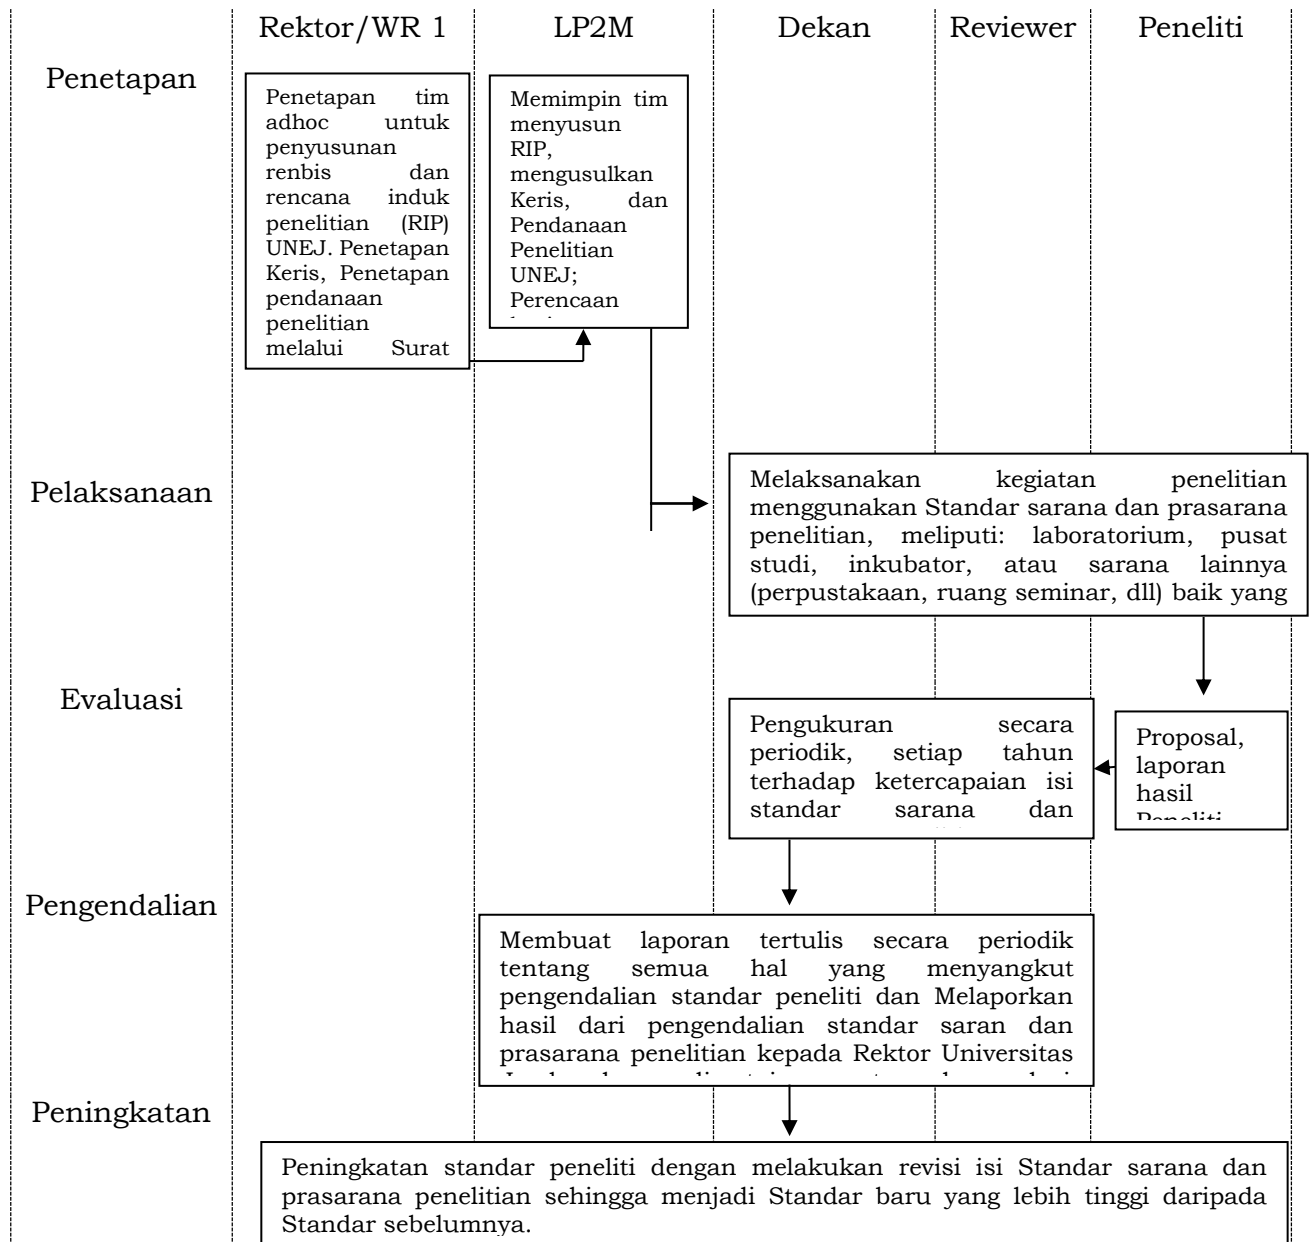 Rektor/WR 1
LP2M
Dekan
Reviewer
Peneliti
Penetapan
Penetapan tim
adhoc untuk
penyusunan
renbis dan
rencana induk
penelitian (RIP)
UNEJ. Penetapan
Keris, Penetapan
pendanaan
penelitian
melalui Surat
Memimpin tim
menyusun
RIP,
mengusulkan
Keris, dan
Pendanaan
Penelitian
UNEJ;
Perencaan
Pelaksanaan
Melaksanakan kegiatan penelitian
menggunakan Standar sarana dan prasarana
penelitian, meliputi: laboratorium, pusat
studi, inkubator, atau sarana lainnya
(perpustakaan, ruang seminar, dll) baik yang
Evaluasi
Pengukuran secara
periodik, setiap tahun
terhadap ketercapaian isi
standar sarana dan
Proposal,
laporan
hasil
Peneliti
Pengendalian
Membuat laporan tertulis secara periodik
tentang semua hal yang menyangkut
pengendalian standar peneliti dan Melaporkan
hasil dari pengendalian standar saran dan
prasarana penelitian kepada Rektor Universitas
Peningkatan
Peningkatan standar peneliti dengan melakukan revisi isi Standar sarana dan
prasarana penelitian sehingga menjadi Standar baru yang lebih tinggi daripada
Standar sebelumnya.